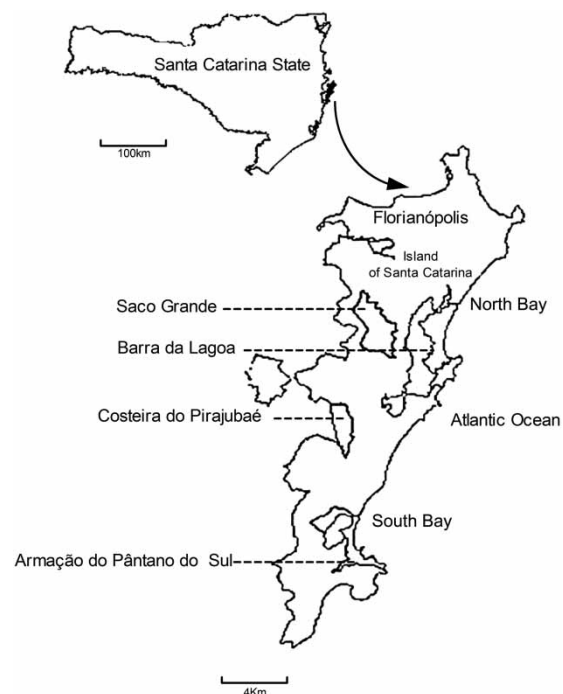 Santa Catarina State
100km
Florianópolis
Island
of Santa Catarina
Saco Grande
North Bay
Barra da Lagoa
Costeira do Pirajubaé
Atlantic Ocean
South Bay
Armação do Pântano do Sul
4Km